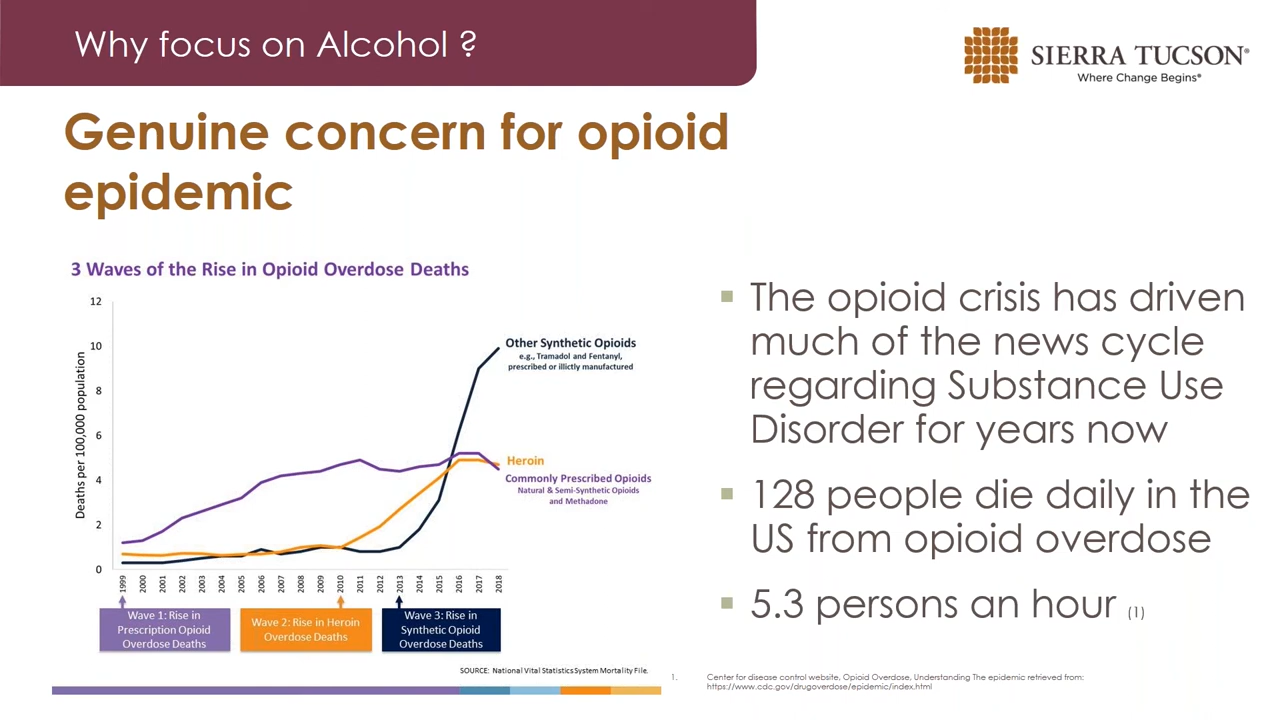 Why focus on Alcohol ?
SIERRA TUCSON®
Where Change Begins®
Genuine concern for opioid
epidemic
3 Waves of the Rise in Opioid Overdose Deaths
Deaths per 100,000 population
12
10
8
6
4
2
0
Other Synthetic Opioids
e.g., Tramadol and Fentanyl,
prescribed or illictly manufactured
Heroin
Commonly Prescribed Opioids
Natural & Semi-Synthetic Opioids
and Methadone
1999 2000 2001 2002 2003 2004 2005 2006 2007 2008 2009 2010 2011 2012 2013 2014 2015 2016 2017 2018
Wave 1: Rise in
Prescription Opioid
Overdose Deaths
Wave 2: Rise in Heroin
Overdose Deaths
Wave 3: Rise in
Synthetic Opioid
Overdose Deaths
SOURCE: National Vital Statistics System Mortality File.
▪ The opioid crisis has driven
much of the news cycle
regarding Substance Use
Disorder for years now
▪ 128 people die daily in the
US from opioid overdose
▪ 5.3 persons an hour (1)
1. Center for disease control website, Opioid Overdose, Understanding The epidemic retrieved from:
https://www.cdc.gov/drugoverdose/epidemic/index.html